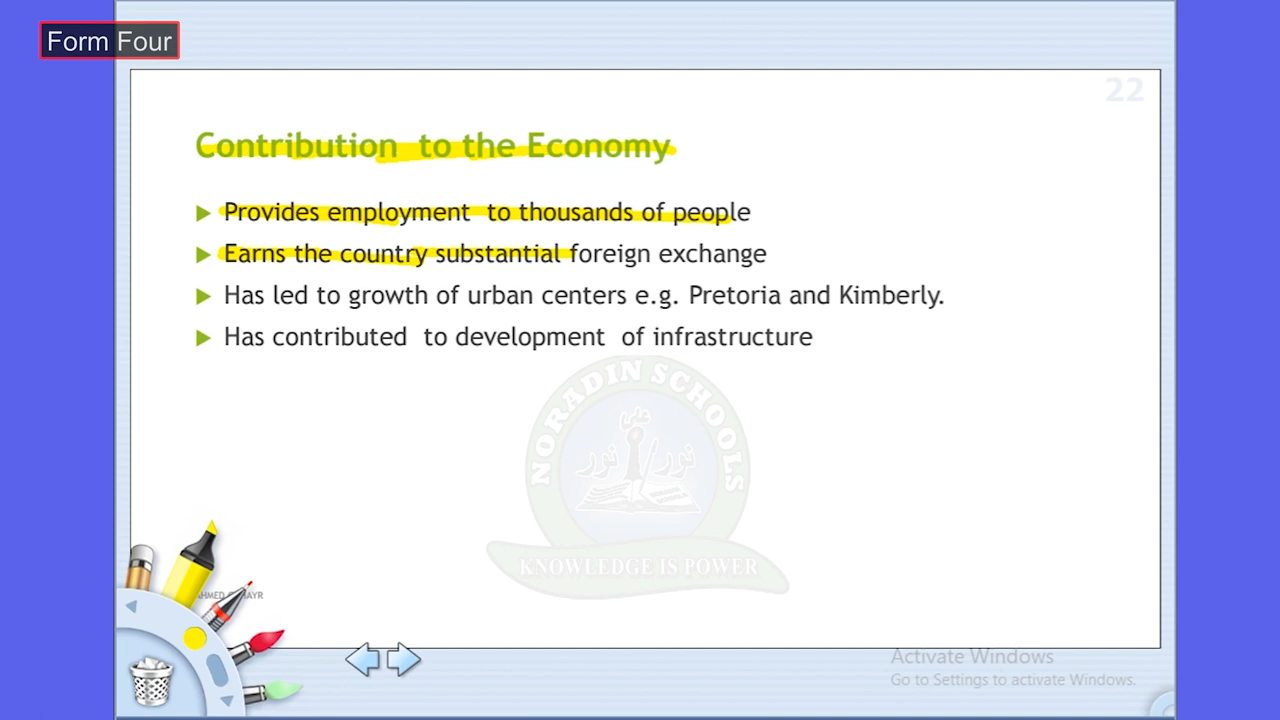 Form Four
22
Contribution to the Economy
Provides employment to thousands of people
Earns the country substantial foreign exchange
Has led to growth of urban centers e.g. Pretoria and Kimberly.
Has contributed to development of infrastructure
NORADIN SCHOOLS
نور نور
KNOWLEDGE IS POWER
Activate Windows
Go to Settings to activate Windows.